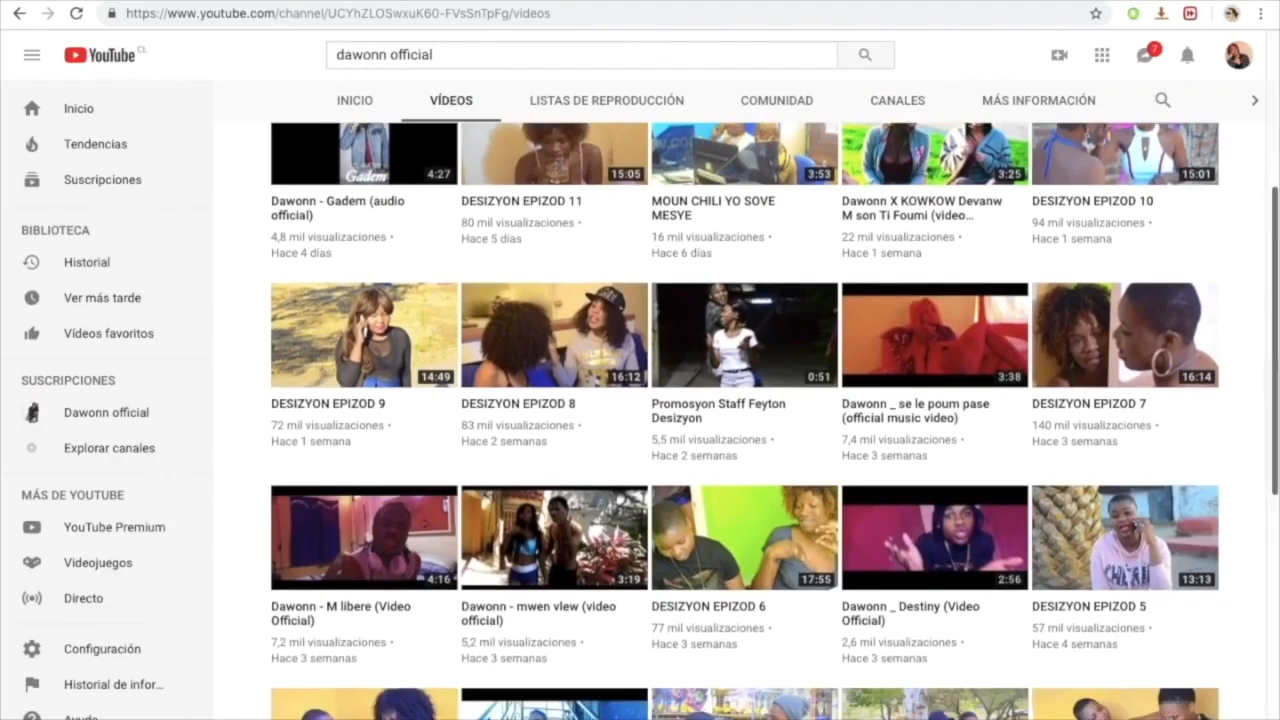 https://www.youtube.com/channel/UCYhZLOSwxuK60-FVsSnTpFg/videos
YouTube CL
dawonn official
7
INICIO
VÍDEOS
LISTAS DE REPRODUCCIÓN
COMUNIDAD
CANALES
MÁS INFORMACIÓN
Inicio
Tendencias
Suscripciones
BIBLIOTECA
Historial
Ver más tarde
Vídeos favoritos
SUSCRIPCIONES
Dawonn official
Explorar canales
MÁS DE YOUTUBE
YouTube Premium
Videojuegos
Directo
Configuración
Historial de infor...
Ayuda
Gadem
4:27
Dawonn - Gadem (audio
official)
4,8 mil visualizaciones •
Hace 4 días
15:05
DESIZYON EPIZOD 11
80 mil visualizaciones •
Hace 5 días
3:53
MOUN CHILI YO SOVE
MESYE
16 mil visualizaciones •
Hace 6 días
3:25
Dawonn X KOWKOW Devanw
M son Ti Foumi (video...
22 mil visualizaciones •
Hace 1 semana
15:01
DESIZYON EPIZOD 10
94 mil visualizaciones •
Hace 1 semana
14:49
DESIZYON EPIZOD 9
72 mil visualizaciones •
Hace 1 semana
16:12
DESIZYON EPIZOD 8
83 mil visualizaciones •
Hace 2 semanas
0:51
Promosyon Staff Feyton
Desizyon
5,5 mil visualizaciones •
Hace 2 semanas
3:38
Dawonn _ se le poum pase
(official music video)
7,4 mil visualizaciones •
Hace 3 semanas
16:14
DESIZYON EPIZOD 7
140 mil visualizaciones •
Hace 3 semanas
4:16
Dawonn - M libere (Video
Official)
7,2 mil visualizaciones •
Hace 3 semanas
3:19
Dawonn - mwen vlew (video
official)
5,2 mil visualizaciones •
Hace 3 semanas
17:55
DESIZYON EPIZOD 6
77 mil visualizaciones •
Hace 3 semanas
2:56
Dawonn _ Destiny (Video
Official)
2,6 mil visualizaciones •
Hace 3 semanas
13:13
DESIZYON EPIZOD 5
57 mil visualizaciones •
Hace 4 semanas